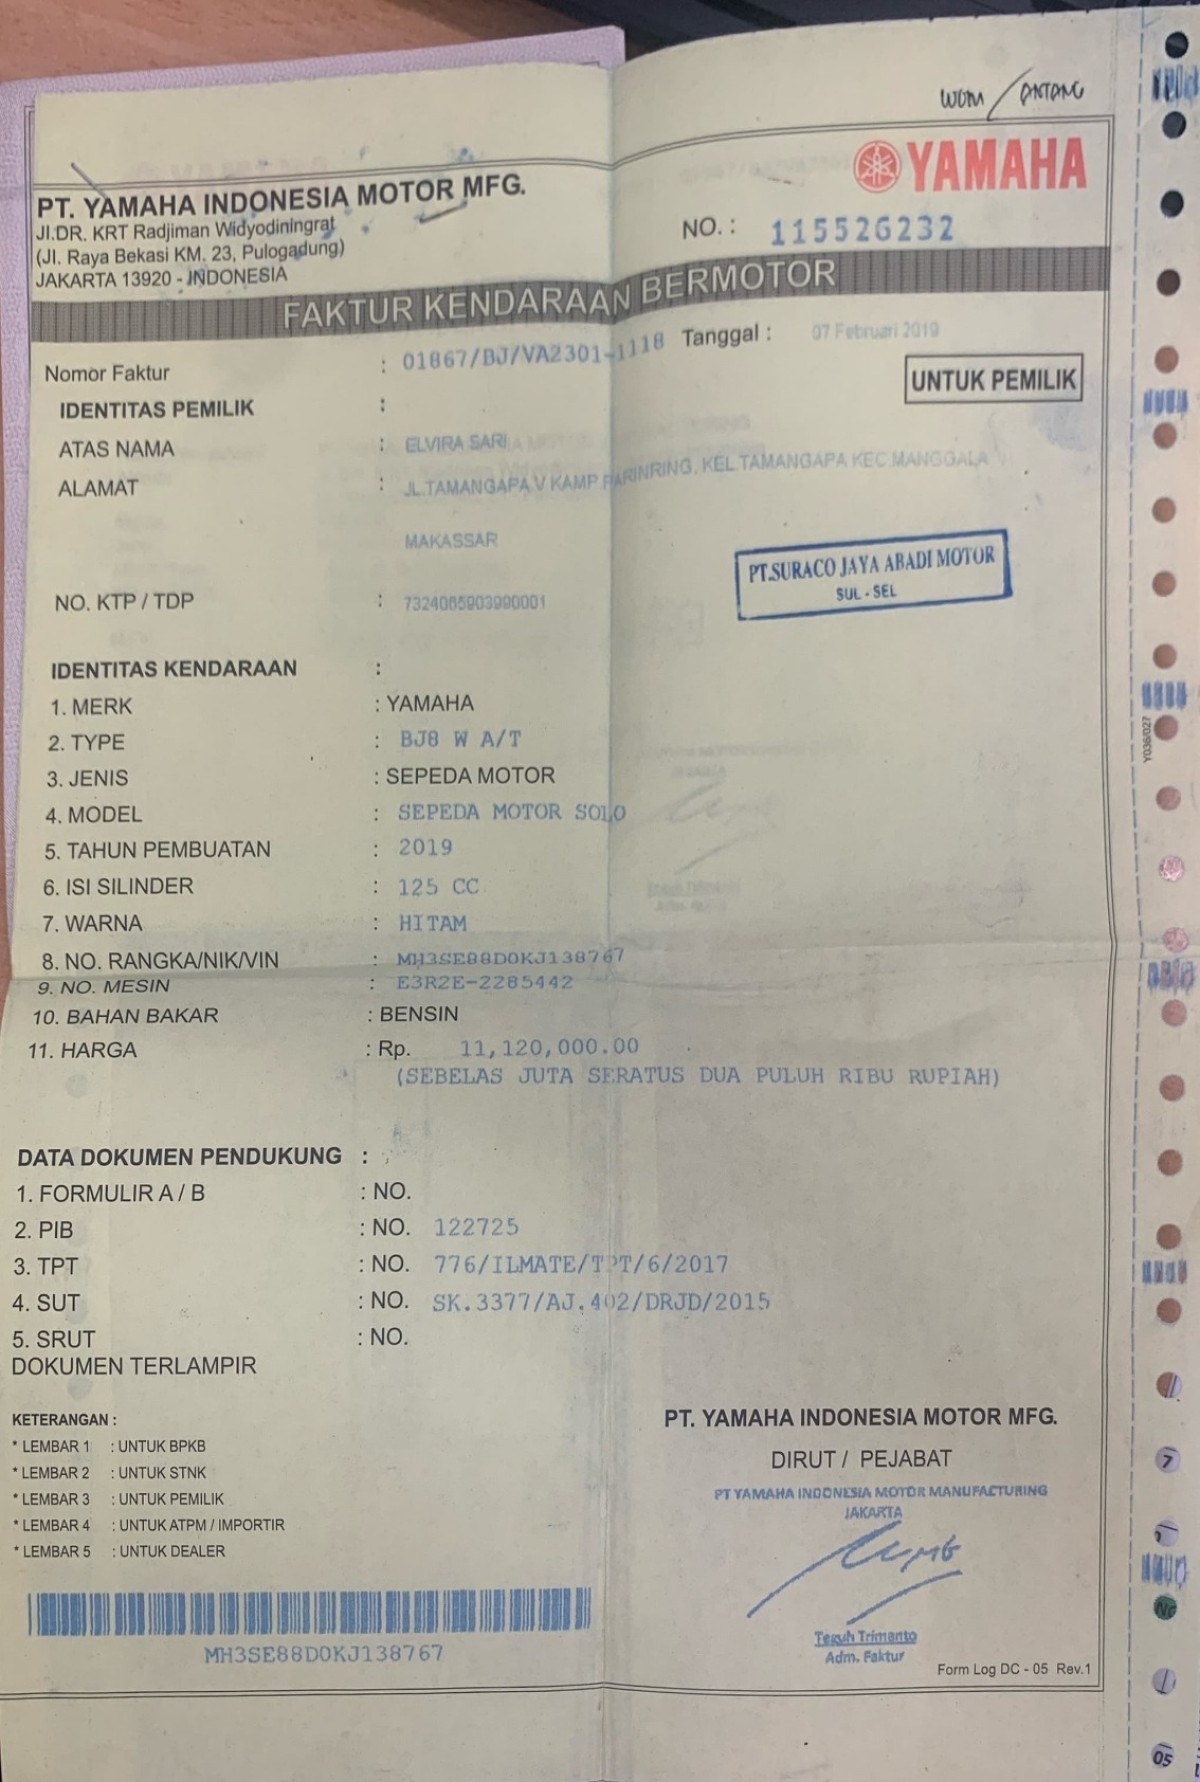 WOM / ANTANG
YAMAHA
PT. YAMAHA INDONESIA MOTOR MFG.
Jl.DR. KRT Radjiman Widyodiningrat
(Jl. Raya Bekasi KM. 23, Pulogadung)
JAKARTA 13920 - INDONESIA
NO. : 115526232
FAKTUR KENDARAAN BERMOTOR
Nomor Faktur : 01867/BJ/VA2301-1118 Tanggal : 07 Februari 2019
UNTUK PEMILIK
IDENTITAS PEMILIK :
ATAS NAMA : ELVIRA SARI
ALAMAT : JL.TAMANGAPA V KAMP PARINRING, KEL.TAMANGAPA KEC.MANGGALA
MAKASSAR
PT.SURACO JAYA ABADI MOTOR
SUL - SEL
NO. KTP / TDP : 7324065903990001
IDENTITAS KENDARAAN :
1. MERK : YAMAHA
2. TYPE : BJ8 W A/T
3. JENIS : SEPEDA MOTOR
4. MODEL : SEPEDA MOTOR SOLO
5. TAHUN PEMBUATAN : 2019
6. ISI SILINDER : 125 CC
7. WARNA : HITAM
8. NO. RANGKA/NIK/VIN : MH3SE88D0KJ138767
9. NO. MESIN : E3R2E-2285442
10. BAHAN BAKAR : BENSIN
11. HARGA : Rp. 11,120,000.00
(SEBELAS JUTA SERATUS DUA PULUH RIBU RUPIAH)
Y036/027
DATA DOKUMEN PENDUKUNG :
1. FORMULIR A / B : NO.
2. PIB : NO. 122725
3. TPT : NO. 776/ILMATE/TPT/6/2017
4. SUT : NO. SK.3377/AJ.402/DRJD/2015
5. SRUT : NO.
DOKUMEN TERLAMPIR
KETERANGAN :
* LEMBAR 1 : UNTUK BPKB
* LEMBAR 2 : UNTUK STNK
* LEMBAR 3 : UNTUK PEMILIK
* LEMBAR 4 : UNTUK ATPM / IMPORTIR
* LEMBAR 5 : UNTUK DEALER
MH3SE88D0KJ138767
PT. YAMAHA INDONESIA MOTOR MFG.
DIRUT / PEJABAT
PT YAMAHA INDONESIA MOTOR MANUFACTURING
JAKARTA
Teguh Trimanto
Adm. Faktur
Form Log DC - 05 Rev.1